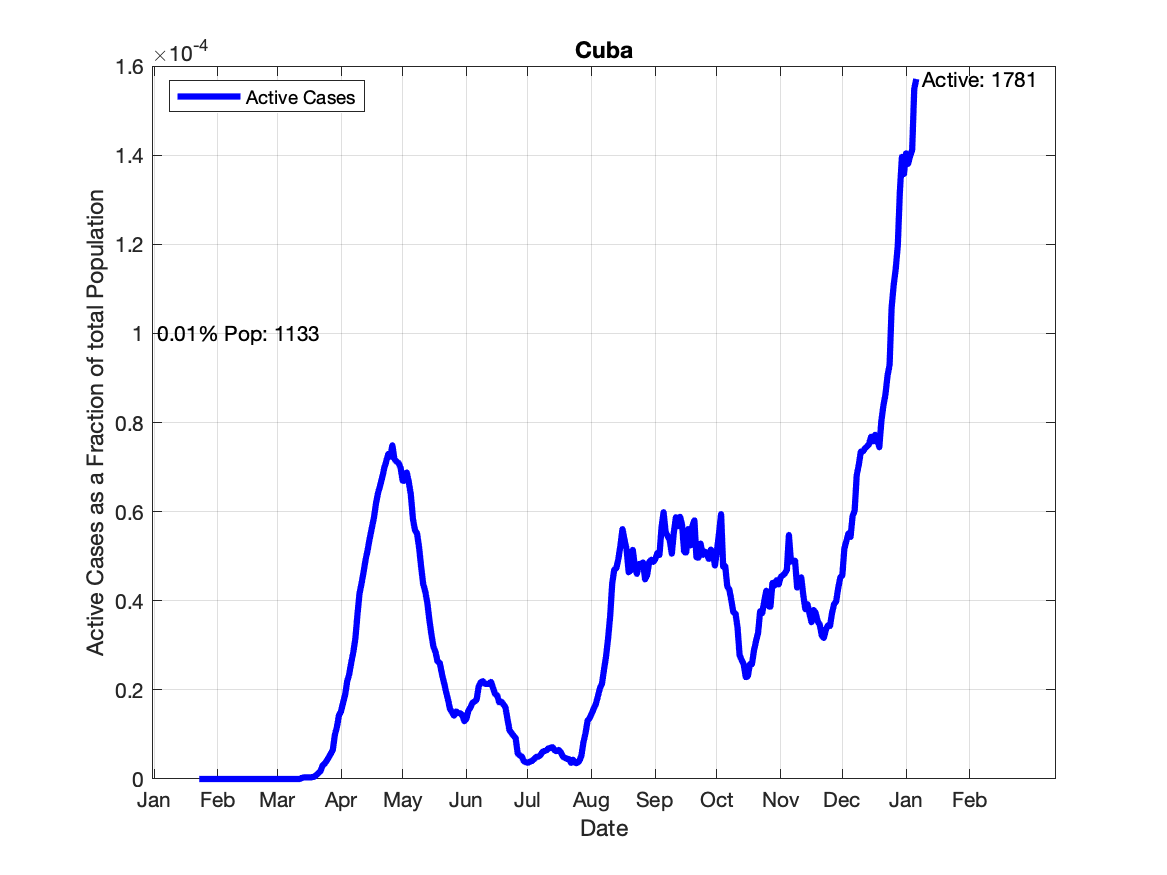 Cuba
×10-4
1.6
1.4
1.2
1
0.8
0.6
0.4
0.2
0
Active Cases
Active: 1781
0.01% Pop: 1133
Active Cases as a Fraction of total Population
Jan Feb Mar Apr May Jun Jul Aug Sep Oct Nov Dec Jan Feb
Date